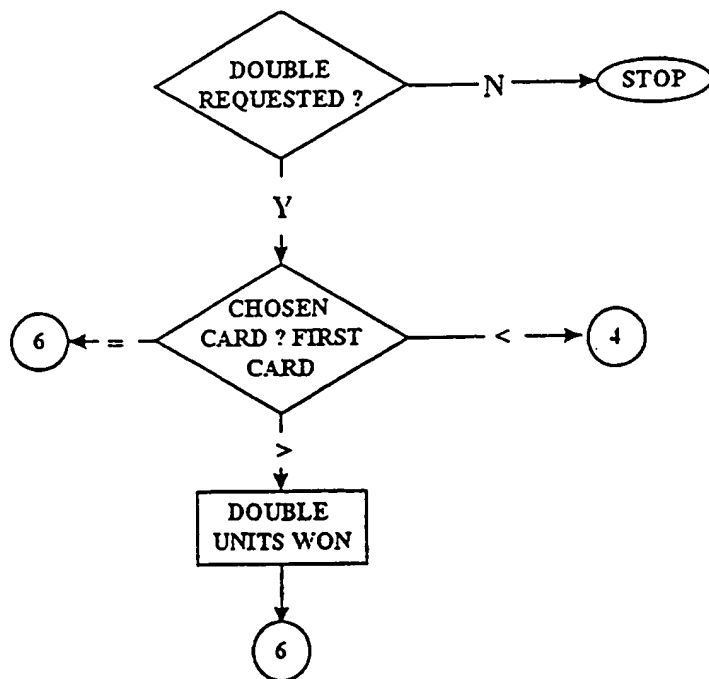 DOUBLE
REQUESTED ?
N
STOP
Y
CHOSEN
CARD ? FIRST
CARD
6
=
<
4
>
DOUBLE
UNITS WON
6